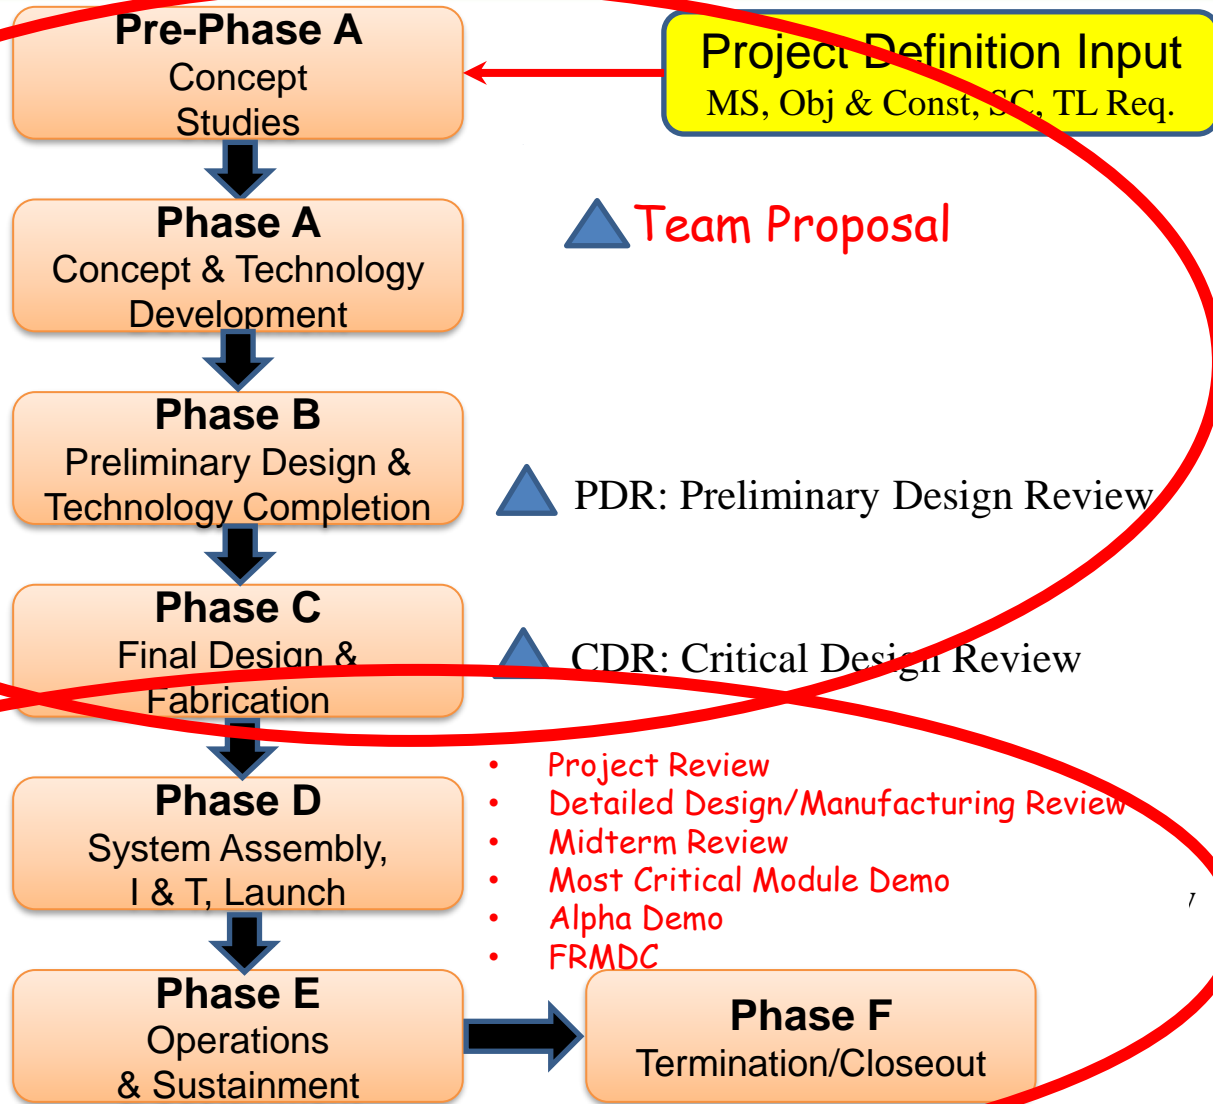 Pre-Phase A
Concept
Studies
Project Definition Input
MS, Obj & Const, SC, TL Req.
Phase A
Concept & Technology
Development
Team Proposal
Phase B
Preliminary Design &
Technology Completion
PDR: Preliminary Design Review
Phase C
Final Design &
Fabrication
CDR: Critical Design Review
Phase D
System Assembly,
I & T, Launch
• Project Review
• Detailed Design/Manufacturing Review
• Midterm Review
• Most Critical Module Demo
• Alpha Demo
• FRMDC
Phase E
Operations
& Sustainment
Phase F
Termination/Closeout